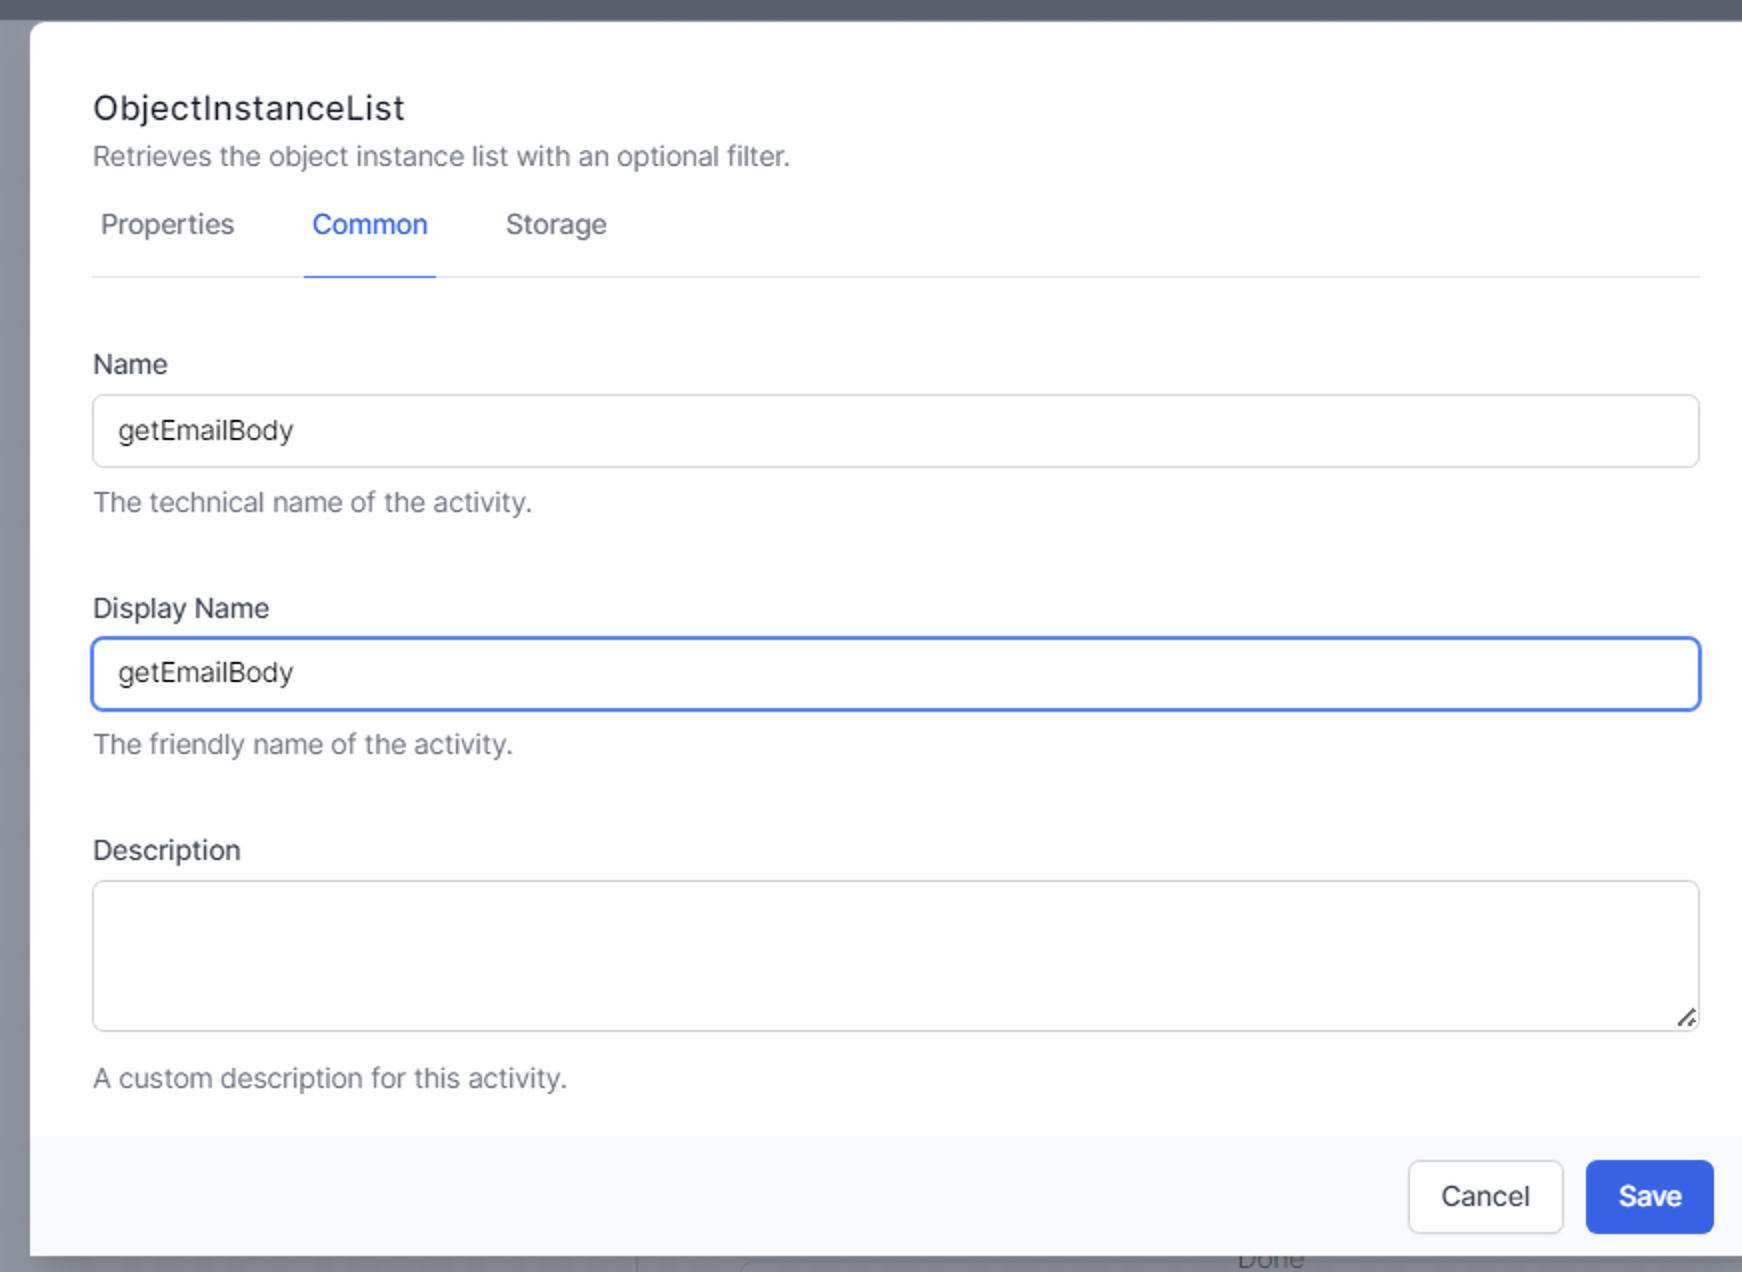 ObjectInstanceList
Retrieves the object instance list with an optional filter.
Properties Common Storage
Name
getEmailBody
The technical name of the activity.
Display Name
getEmailBody
The friendly name of the activity.
Description
A custom description for this activity.
Cancel Save
Done